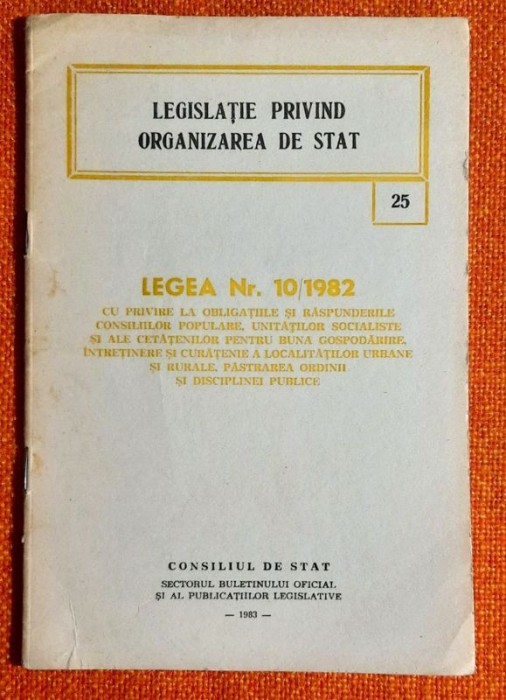 LEGISLAȚIE PRIVIND
ORGANIZAREA DE STAT
25
LEGEA Nr. 10/1982
CU PRIVIRE LA OBLIGAȚIILE ȘI RĂSPUNDERILE
CONSILIILOR POPULARE, UNITĂȚILOR SOCIALISTE
ȘI ALE CETĂȚENILOR PENTRU BUNA GOSPODĂRIRE,
ÎNTREȚINERE ȘI CURĂȚENIE A LOCALITĂȚILOR URBANE
ȘI RURALE, PĂSTRAREA ORDINII
ȘI DISCIPLINEI PUBLICE
CONSILIUL DE STAT
SECTORUL BULETINULUI OFICIAL
ȘI AL PUBLICAȚIILOR LEGISLATIVE
— 1983 —